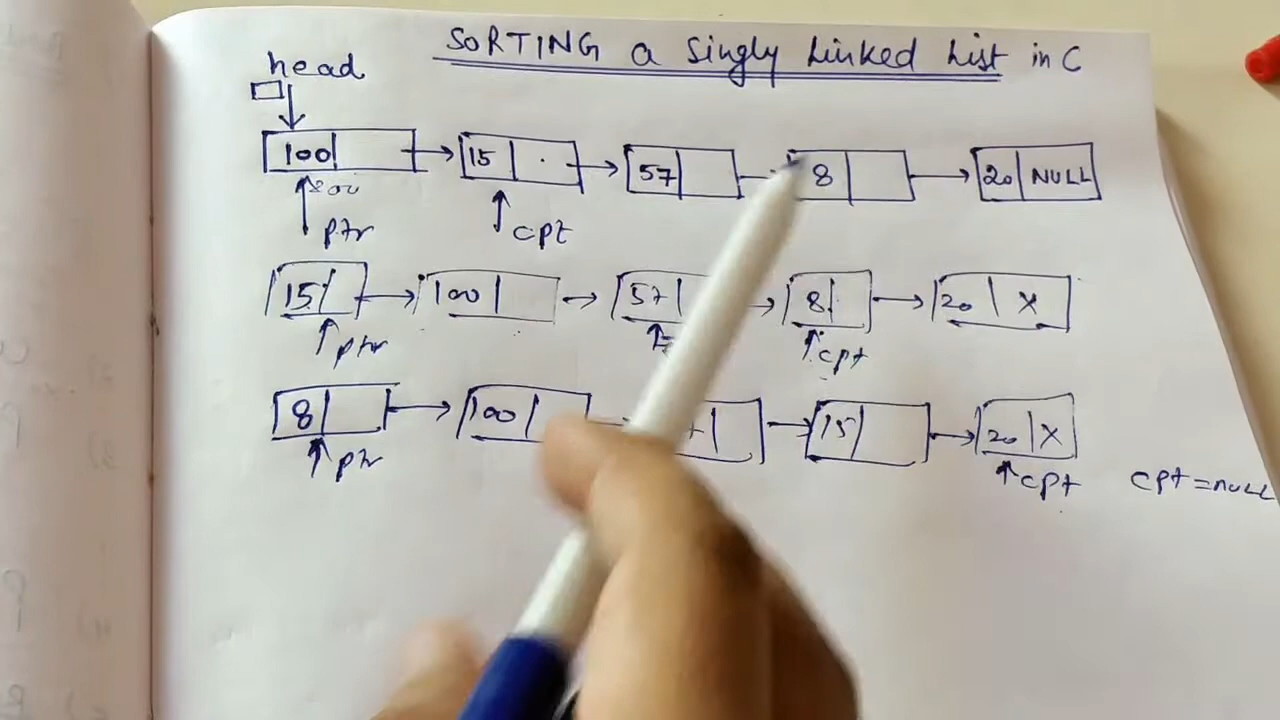 SORTING a Singly Linked List in C
head
100 15 57 8 20 NULL
ptr cpt
15 100 57 8 20 X
ptr cpt
8 100 15 20 X
ptr cpt cpt=NULL